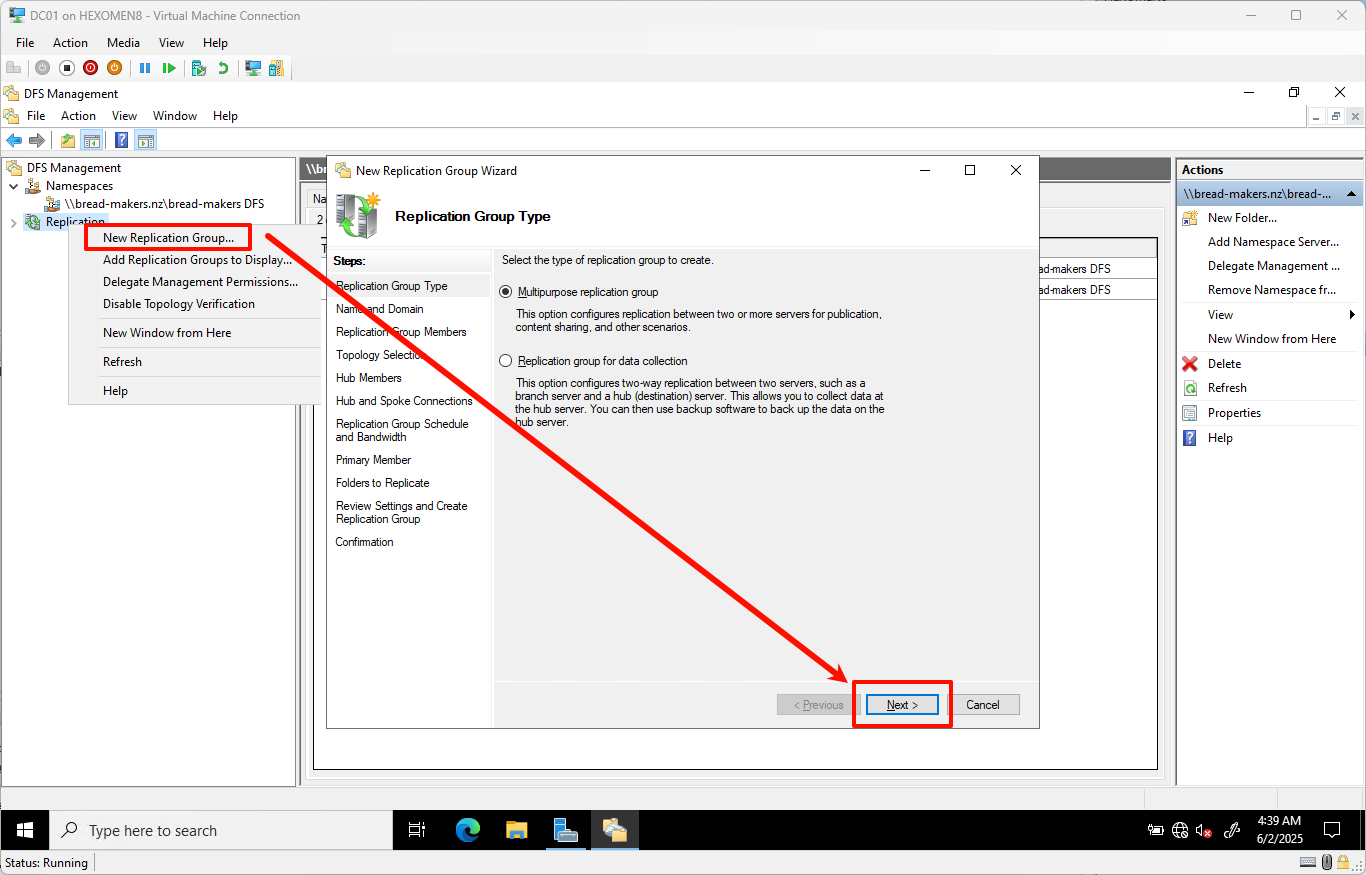 DC01 on HEXOMEN8 - Virtual Machine Connection
File Action Media View Help
DFS Management
File Action View Window Help
DFS Management
Namespaces
\\bread-makers.nz\bread-makers DFS
Replication
New Replication Group...
Add Replication Groups to Display...
Delegate Management Permissions...
Disable Topology Verification
New Window from Here
Refresh
Help
New Replication Group Wizard
Replication Group Type
Steps:
Replication Group Type
Name and Domain
Replication Group Members
Topology Selection
Hub Members
Hub and Spoke Connections
Replication Group Schedule
and Bandwidth
Primary Member
Folders to Replicate
Review Settings and Create
Replication Group
Confirmation
Select the type of replication group to create.
Multipurpose replication group
This option configures replication between two or more servers for publication,
content sharing, and other scenarios.
Replication group for data collection
This option configures two-way replication between two servers, such as a
branch server and a hub (destination) server. This allows you to collect data at
the hub server. You can then use backup software to back up the data on the
hub server.
< Previous
Next >
Cancel
ad-makers DFS
ad-makers DFS
Actions
\\bread-makers.nz\bread-...
New Folder...
Add Namespace Server...
Delegate Management ...
Remove Namespace fr...
View
New Window from Here
Delete
Refresh
Properties
Help
Type here to search
4:39 AM
6/2/2025
Status: Running